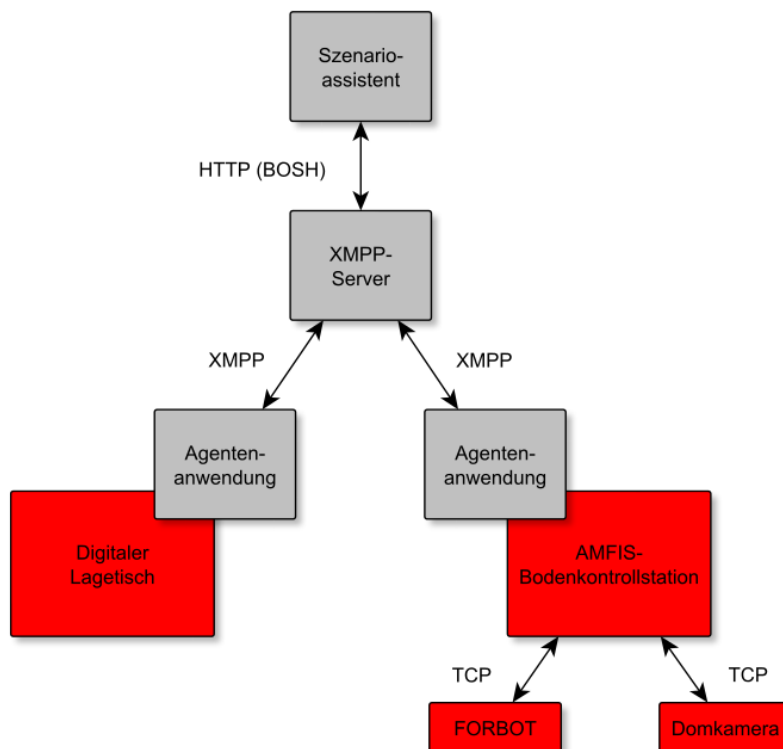 Szenario-
assistent
HTTP (BOSH)
XMPP-
Server
XMPP
XMPP
Agenten-
anwendung
Agenten-
anwendung
Digitaler
Lagetisch
AMFIS-
Bodenkontrollstation
TCP
TCP
FORBOT
Domkamera